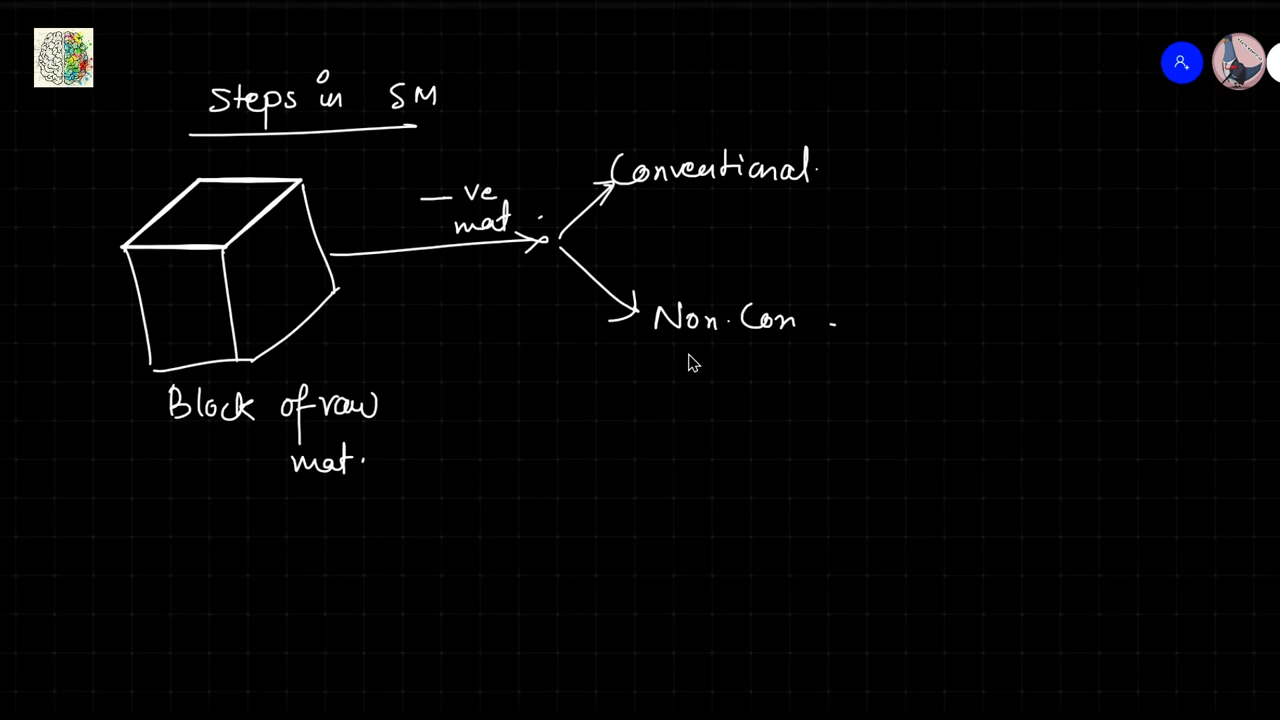 Steps in SM
Conventional.
- ve
mat.
Non. Con.
Block of raw
mat.